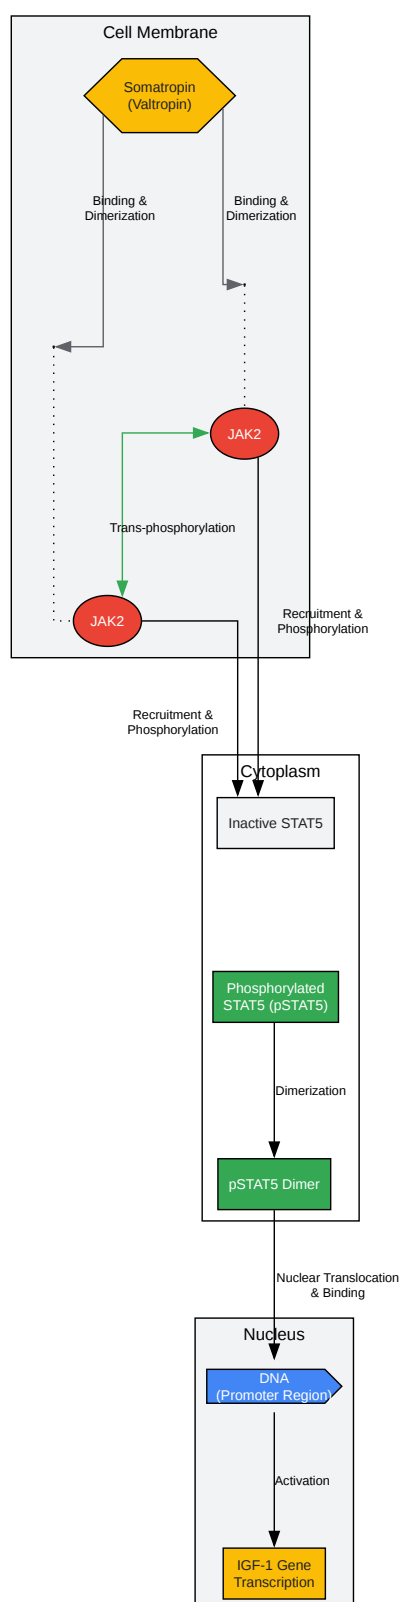 Cell Membrane
Somatropin
(Valtropin)
Binding &
Dimerization
Binding &
Dimerization
JAK2
Trans-phosphorylation
JAK2
Recruitment &
Phosphorylation
Recruitment &
Phosphorylation
Cytoplasm
Inactive STAT5
Phosphorylated
STAT5 (pSTAT5)
Dimerization
pSTAT5 Dimer
Nuclear Translocation
& Binding
Nucleus
DNA
(Promoter Region)
Activation
IGF-1 Gene
Transcription